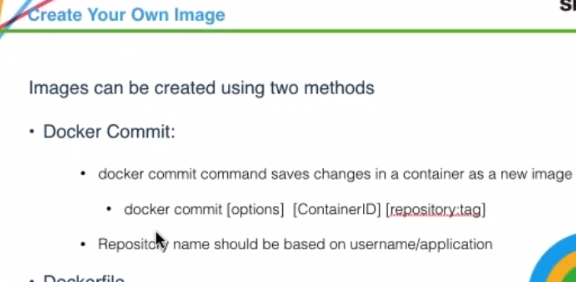 Create Your Own Image
Images can be created using two methods
• Docker Commit:
• docker commit command saves changes in a container as a new image
• docker commit [options] [ContainerID] [repository:tag]
• Repository name should be based on username/application
• Dockerfile